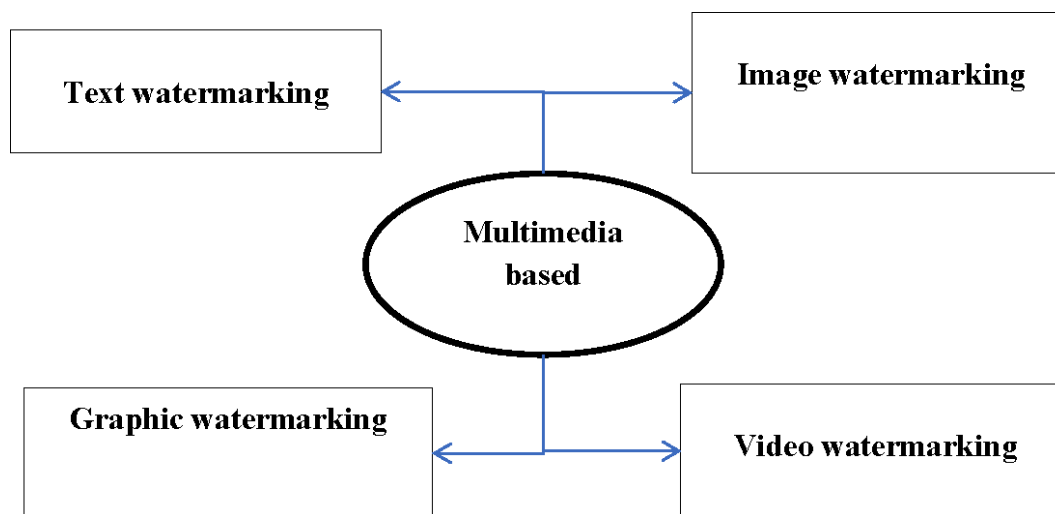 Text watermarking
Image watermarking
Multimedia
based
Graphic watermarking
Video watermarking